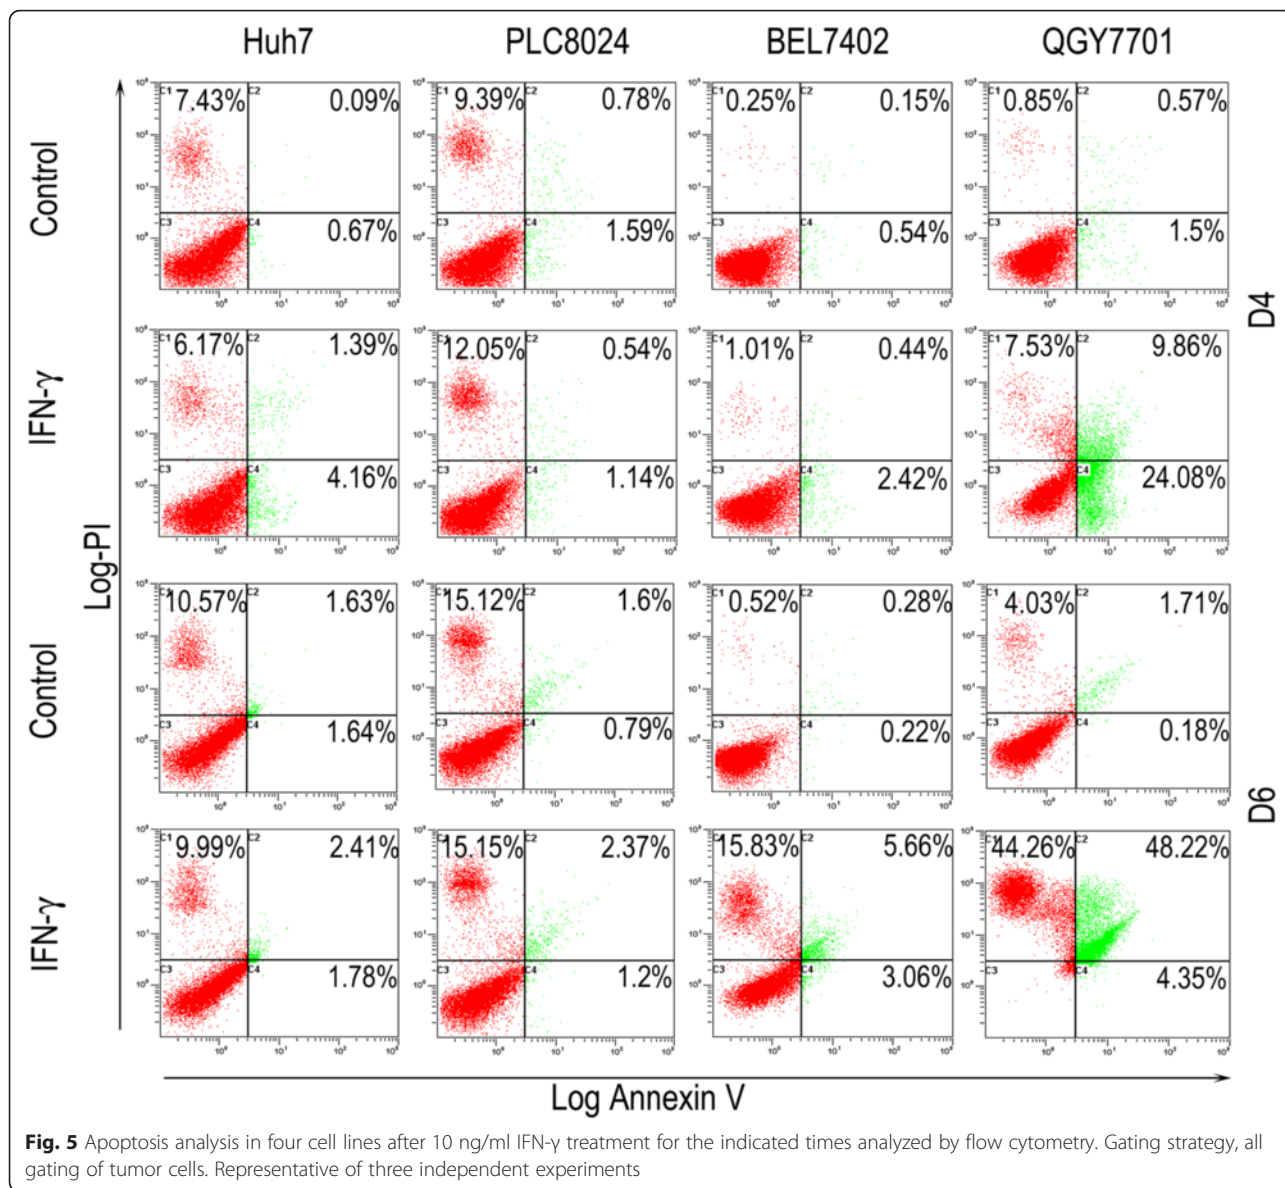 Huh7 PLC8024 BEL7402 QGY7701
Control
7.43% 0.09% 9.39% 0.78% 0.25% 0.15% 0.85% 0.57%
0.67% 1.59% 0.54% 1.5%
D4
IFN-γ
6.17% 1.39% 12.05% 0.54% 1.01% 0.44% 7.53% 9.86%
4.16% 1.14% 2.42% 24.08%
Log-PI
Control
10.57% 1.63% 15.12% 1.6% 0.52% 0.28% 4.03% 1.71%
1.64% 0.79% 0.22% 0.18%
D6
IFN-γ
9.99% 2.41% 15.15% 2.37% 15.83% 5.66% 44.26% 48.22%
1.78% 1.2% 3.06% 4.35%
Log Annexin V
Fig. 5 Apoptosis analysis in four cell lines after 10 ng/ml IFN-γ treatment for the indicated times analyzed by flow cytometry. Gating strategy, all
gating of tumor cells. Representative of three independent experiments